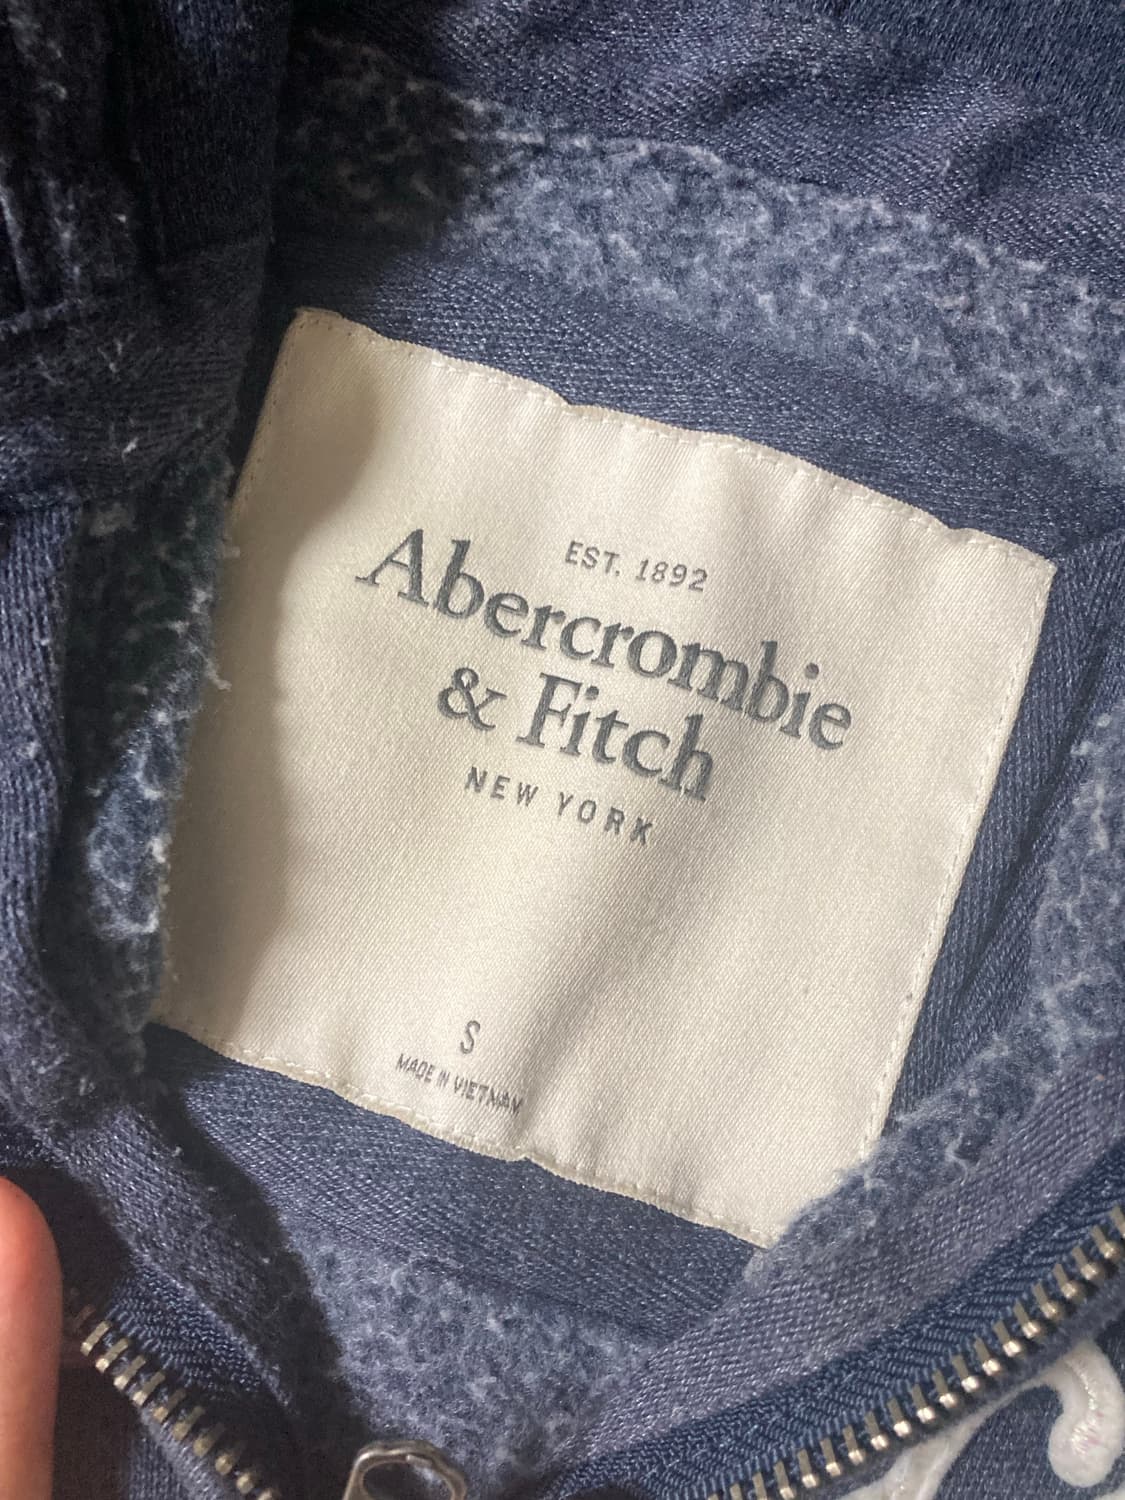 EST. 1892
Abercrombie
& Fitch
NEW YORK
S
MADE IN VIETNAM